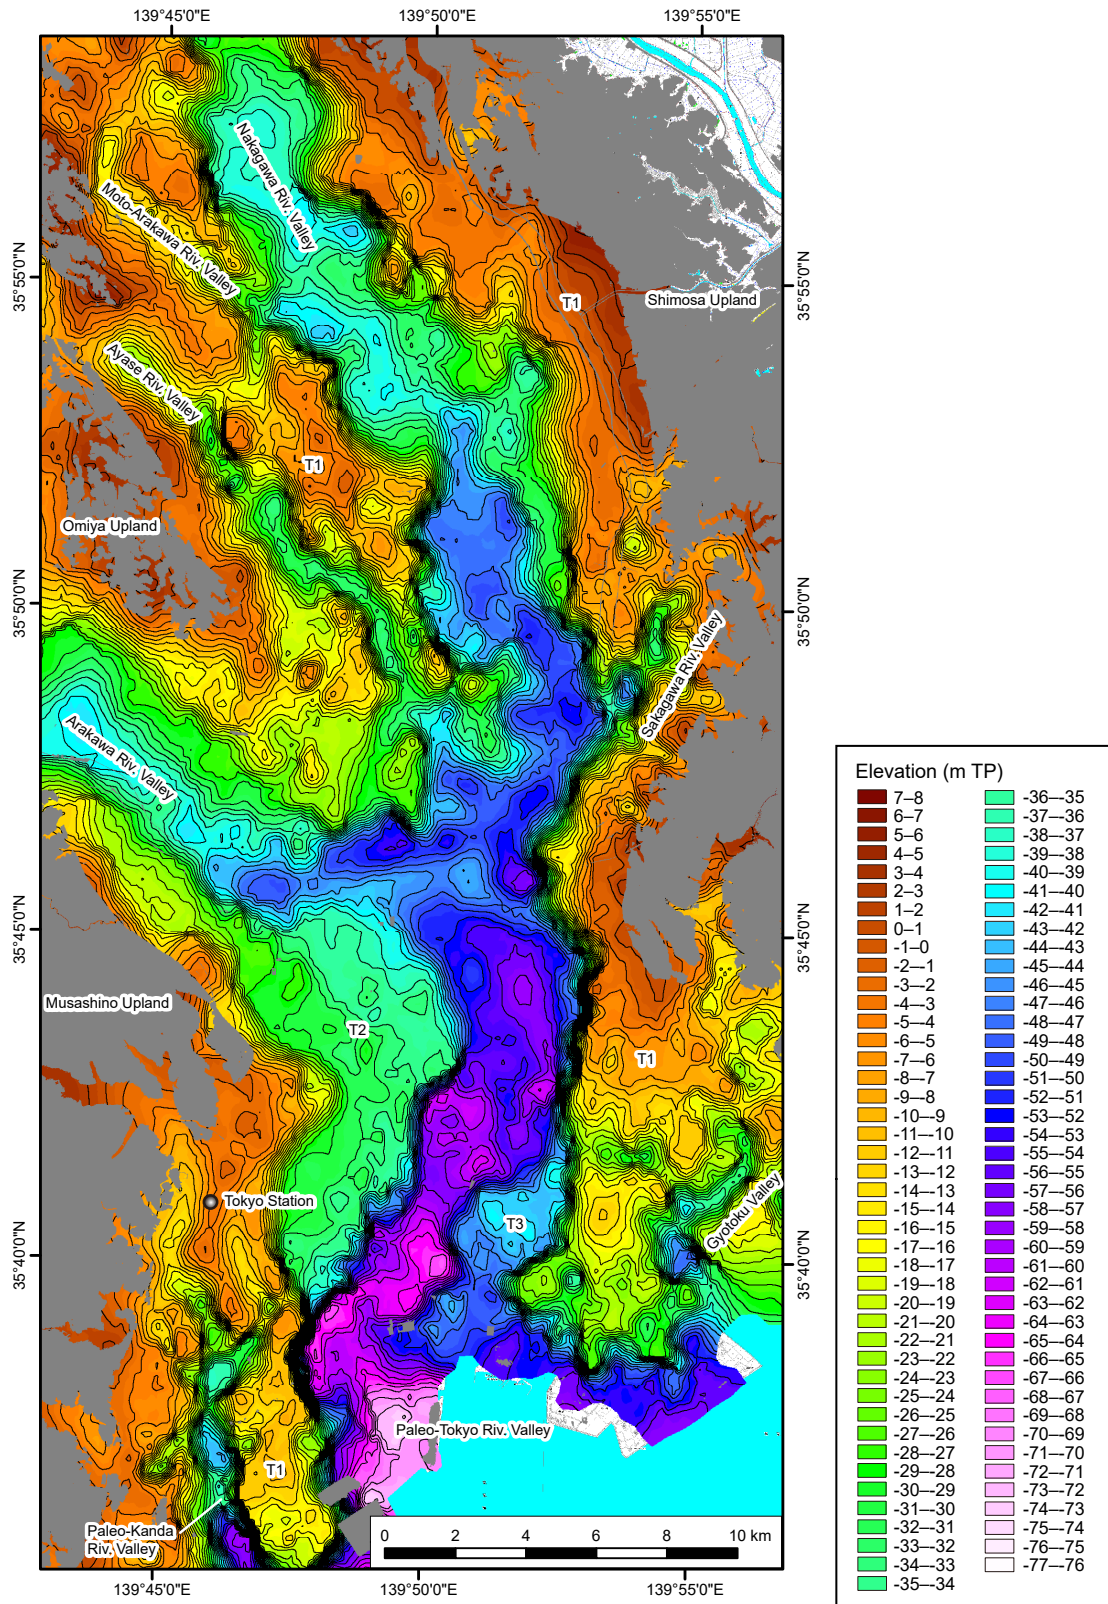 139°45'0"E
139°50'0"E
139°55'0"E
35°55'0"N
35°55'0"N
Nakagawa Riv. Valley
Moto-Arakawa Riv. Valley
T1
Shimosa Upland
Ayase Riv. Valley
T1
Omiya Upland
35°50'0"N
35°50'0"N
Sakagawa Riv. Valley
Arakawa Riv. Valley
35°45'0"N
35°45'0"N
Musashino Upland
T2
T1
Tokyo Station
T3
Gyotoku Valley
35°40'0"N
35°40'0"N
Paleo-Tokyo Riv. Valley
T1
Paleo-Kanda
Riv. Valley
0 2 4 6 8 10 km
139°45'0"E
139°50'0"E
139°55'0"E
Elevation (m TP)
7–8
6–7
5–6
4–5
3–4
2–3
1–2
0–1
-1–0
-2–-1
-3–-2
-4–-3
-5–-4
-6–-5
-7–-6
-8–-7
-9–-8
-10–-9
-11–-10
-12–-11
-13–-12
-14–-13
-15–-14
-16–-15
-17–-16
-18–-17
-19–-18
-20–-19
-21–-20
-22–-21
-23–-22
-24–-23
-25–-24
-26–-25
-27–-26
-28–-27
-29–-28
-30–-29
-31–-30
-32–-31
-33–-32
-34–-33
-35–-34
-36–-35
-37–-36
-38–-37
-39–-38
-40–-39
-41–-40
-42–-41
-43–-42
-44–-43
-45–-44
-46–-45
-47–-46
-48–-47
-49–-48
-50–-49
-51–-50
-52–-51
-53–-52
-54–-53
-55–-54
-56–-55
-57–-56
-58–-57
-59–-58
-60–-59
-61–-60
-62–-61
-63–-62
-64–-63
-65–-64
-66–-65
-67–-66
-68–-67
-69–-68
-70–-69
-71–-70
-72–-71
-73–-72
-74–-73
-75–-74
-76–-75
-77–-76